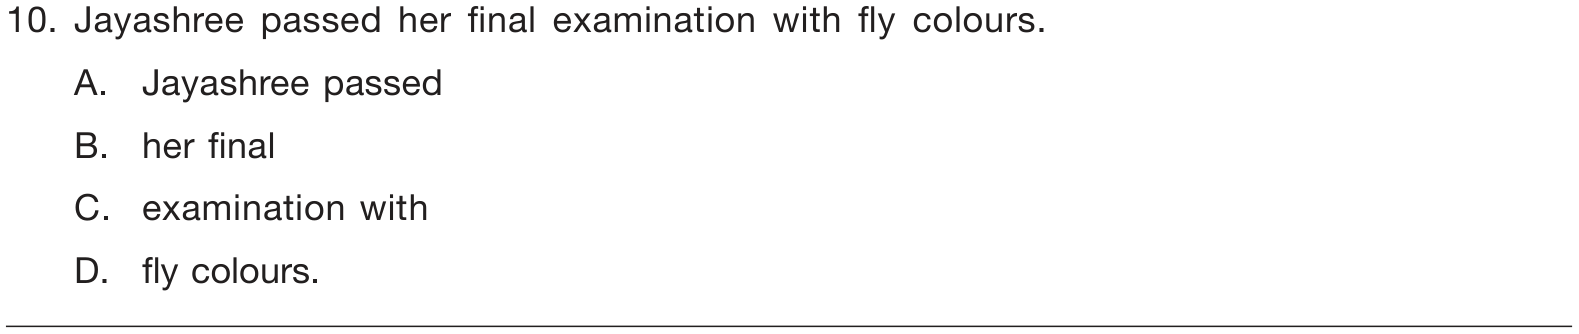 10. Jayashree passed her final examination with fly colours.
A. Jayashree passed
B. her final
C. examination with
D. fly colours.